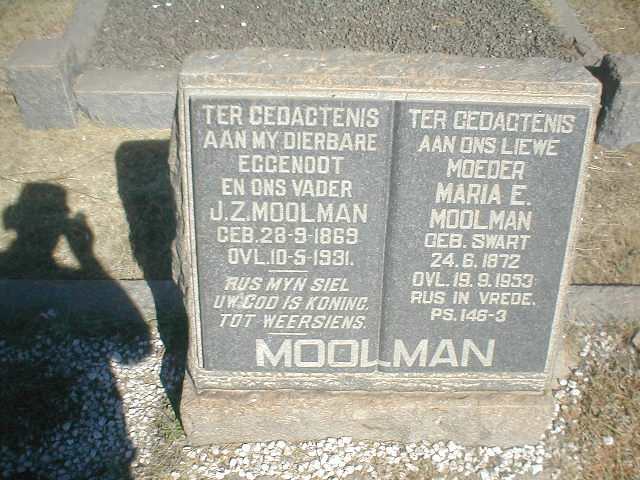 TER GEDAGTENIS
AAN MY DIERBARE
EGGENOOT
EN ONS VADER
J.Z. MOOLMAN
GEB. 28-9-1869
OVL. 10-5-1931.
RUS MYN SIEL
UW GOD IS KONING.
TOT WEERSIENS.
TER GEDAGTENIS
AAN ONS LIEWE
MOEDER
MARIA E.
MOOLMAN
GEB. SWART
24.6.1872
OVL. 19.9.1953
RUS IN VREDE.
PS. 146-3
MOOLMAN